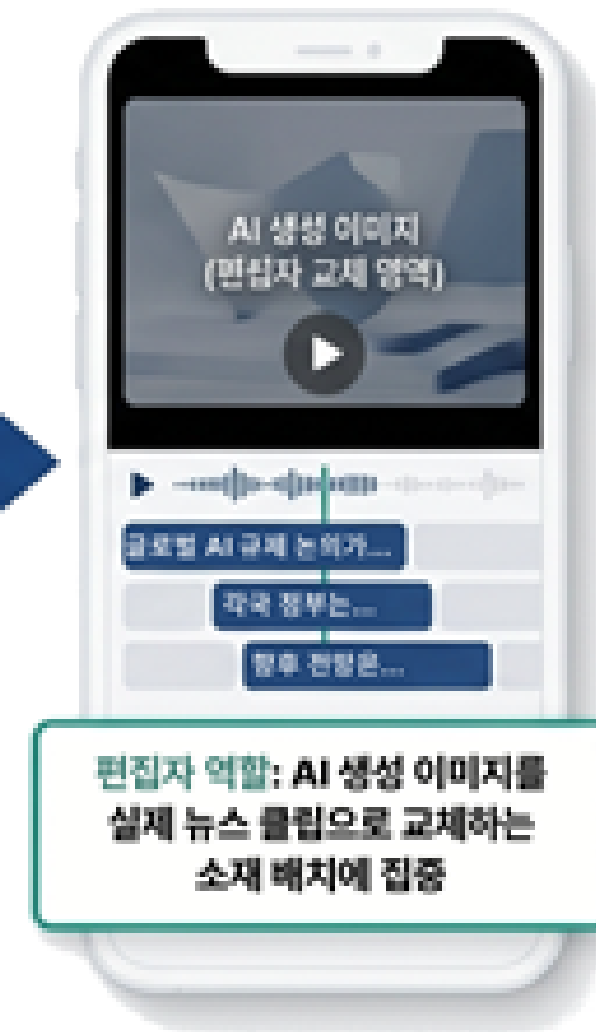 AI 생성 이미지
(편집자 교체 영역)
글로벌 AI 규제 논의가...
각국 정부는...
향후 전망은...
편집자 역할: AI 생성 이미지를
실제 뉴스 클립으로 교체하는
소재 배치에 집중